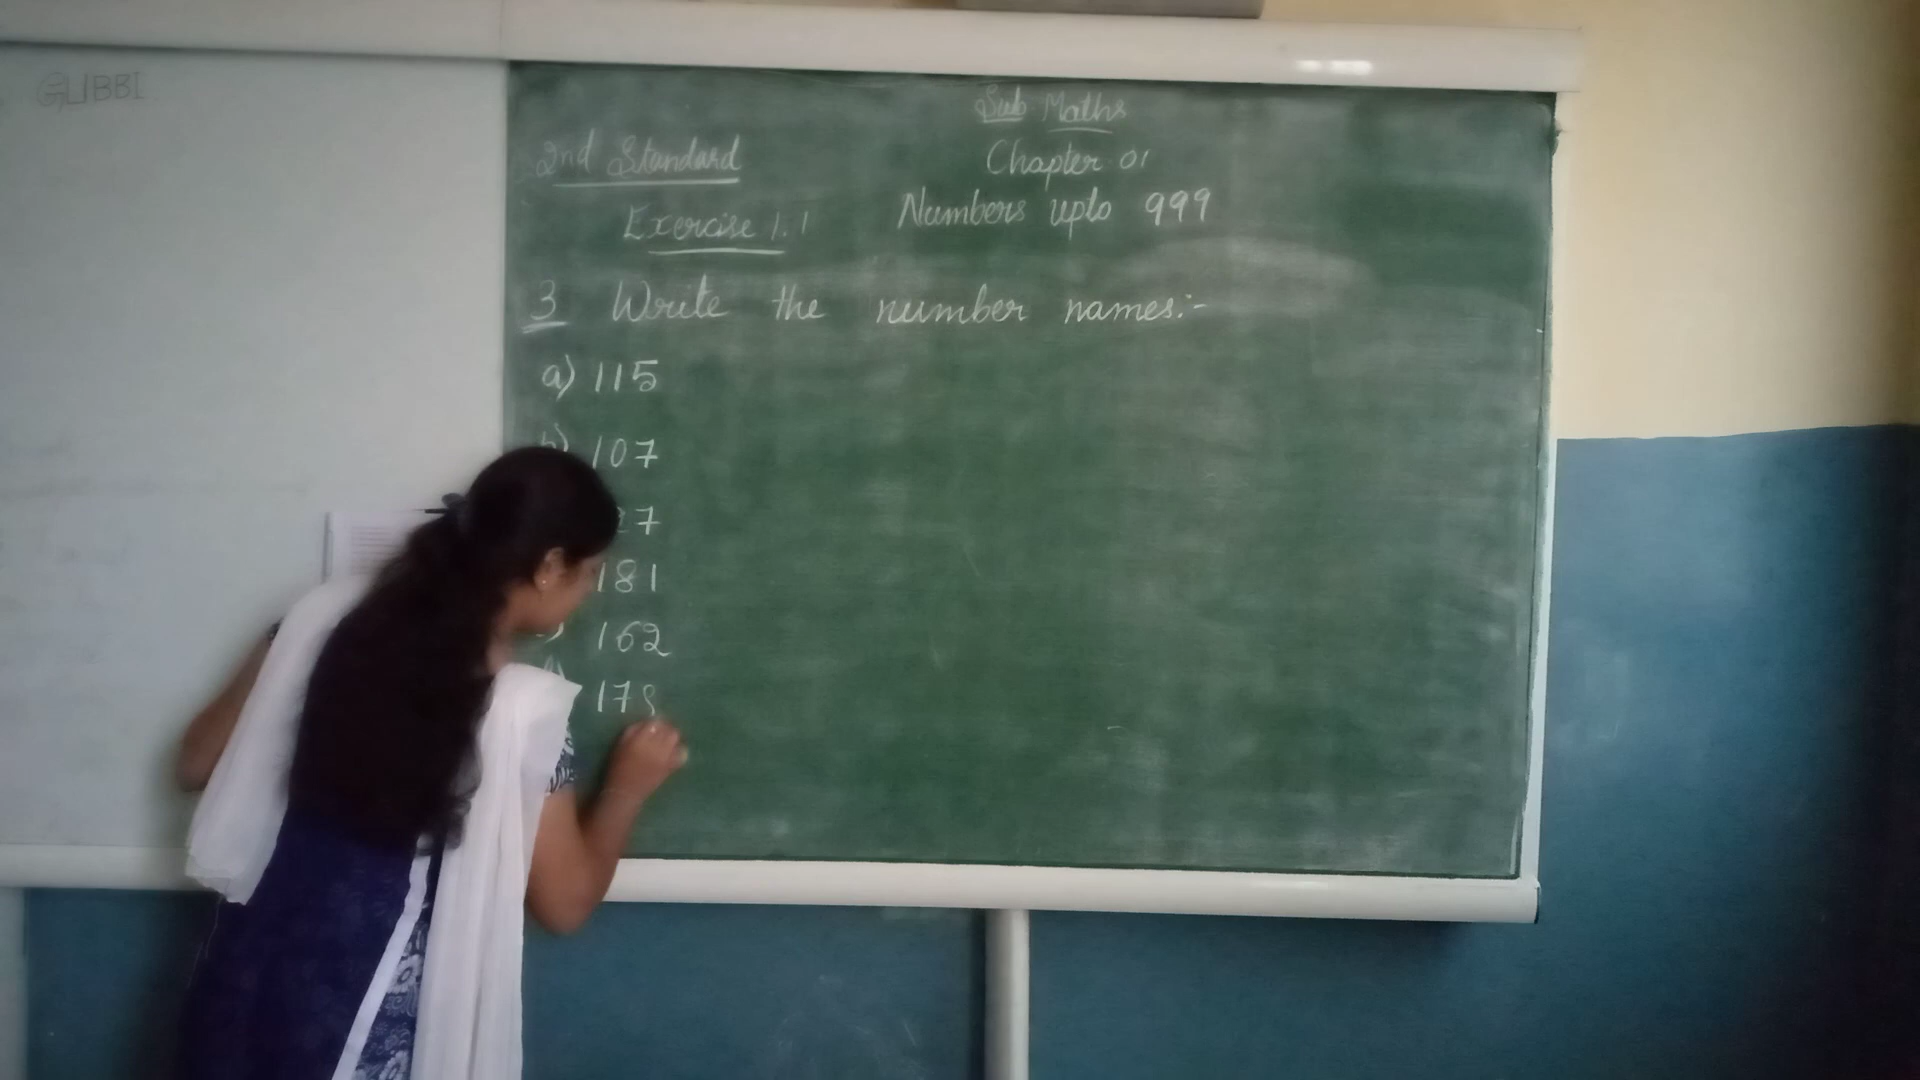 GUBBI
Sub Maths
2nd Standard
Chapter 01
Exercise 1.1
Numbers upto 999
3 Write the number names:-
a) 115
b) 107
27
181
162
178